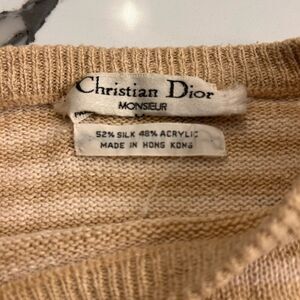 Christian Dior
MONSIEUR
52% SILK 48% ACRYLIC
MADE IN HONG KONG